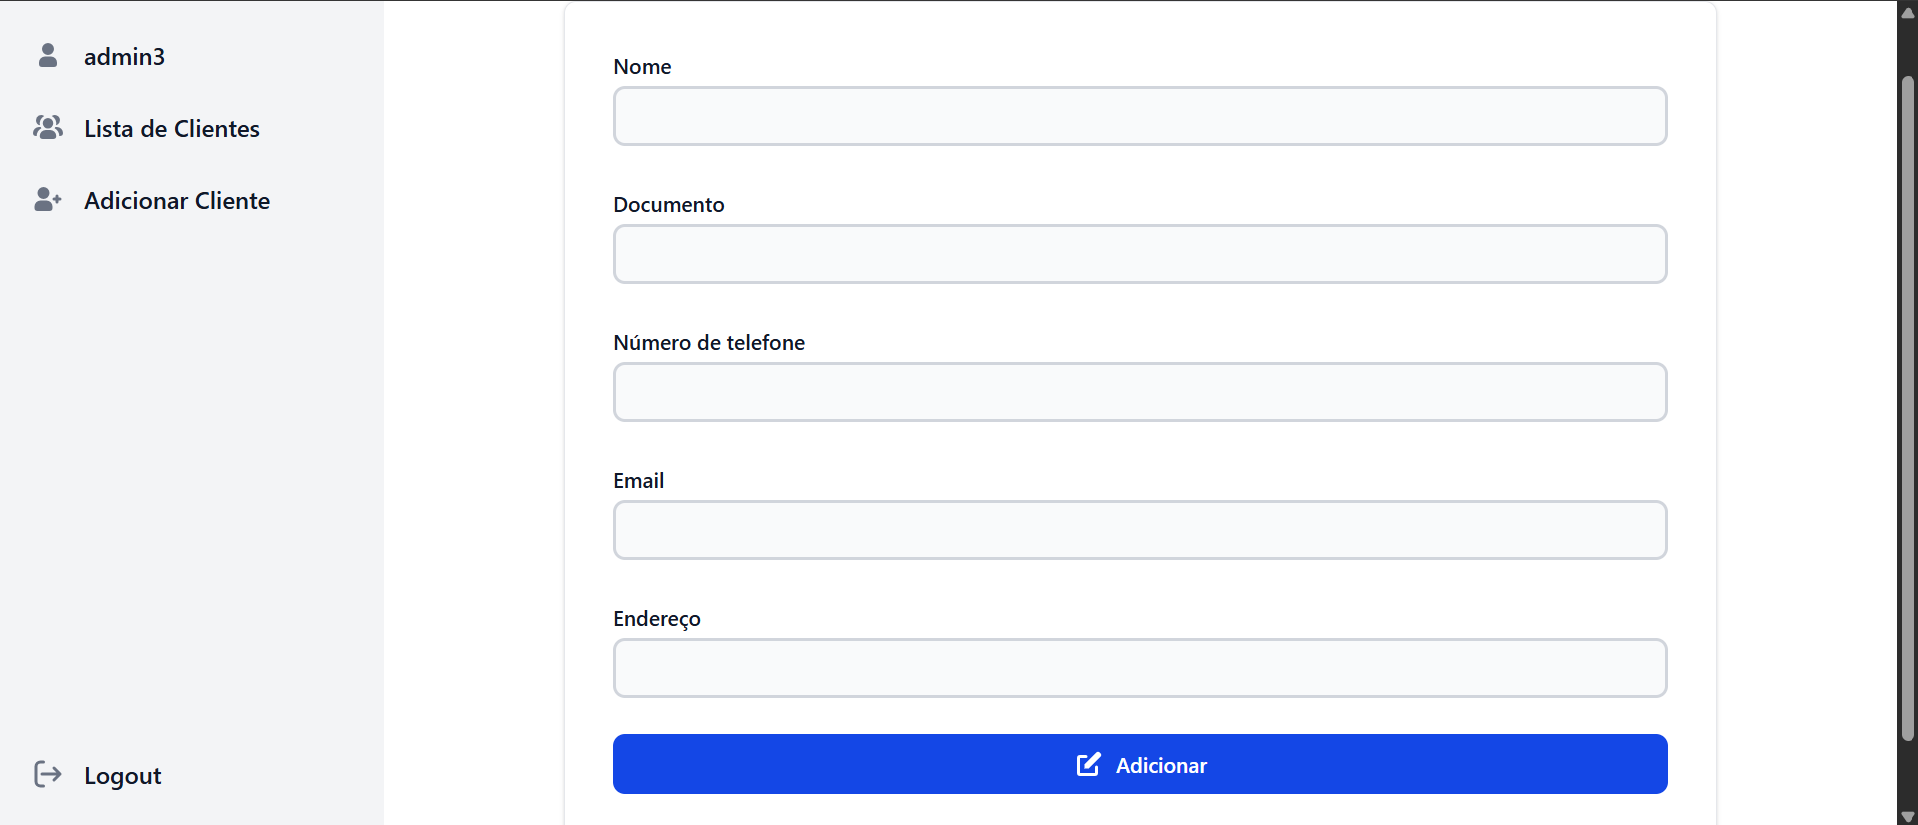 admin3
Lista de Clientes
Adicionar Cliente
Logout
Nome
Documento
Número de telefone
Email
Endereço
Adicionar